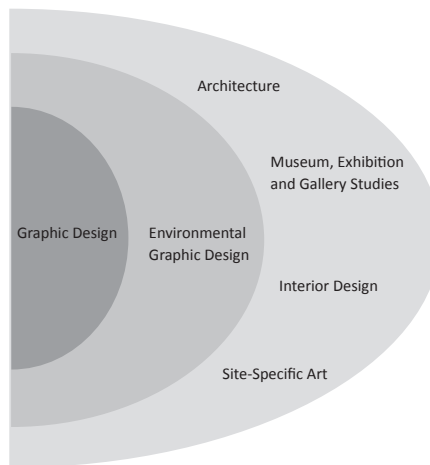 Architecture
Museum, Exhibition
and Gallery Studies
Graphic Design
Environmental
Graphic Design
Interior Design
Site-Specific Art